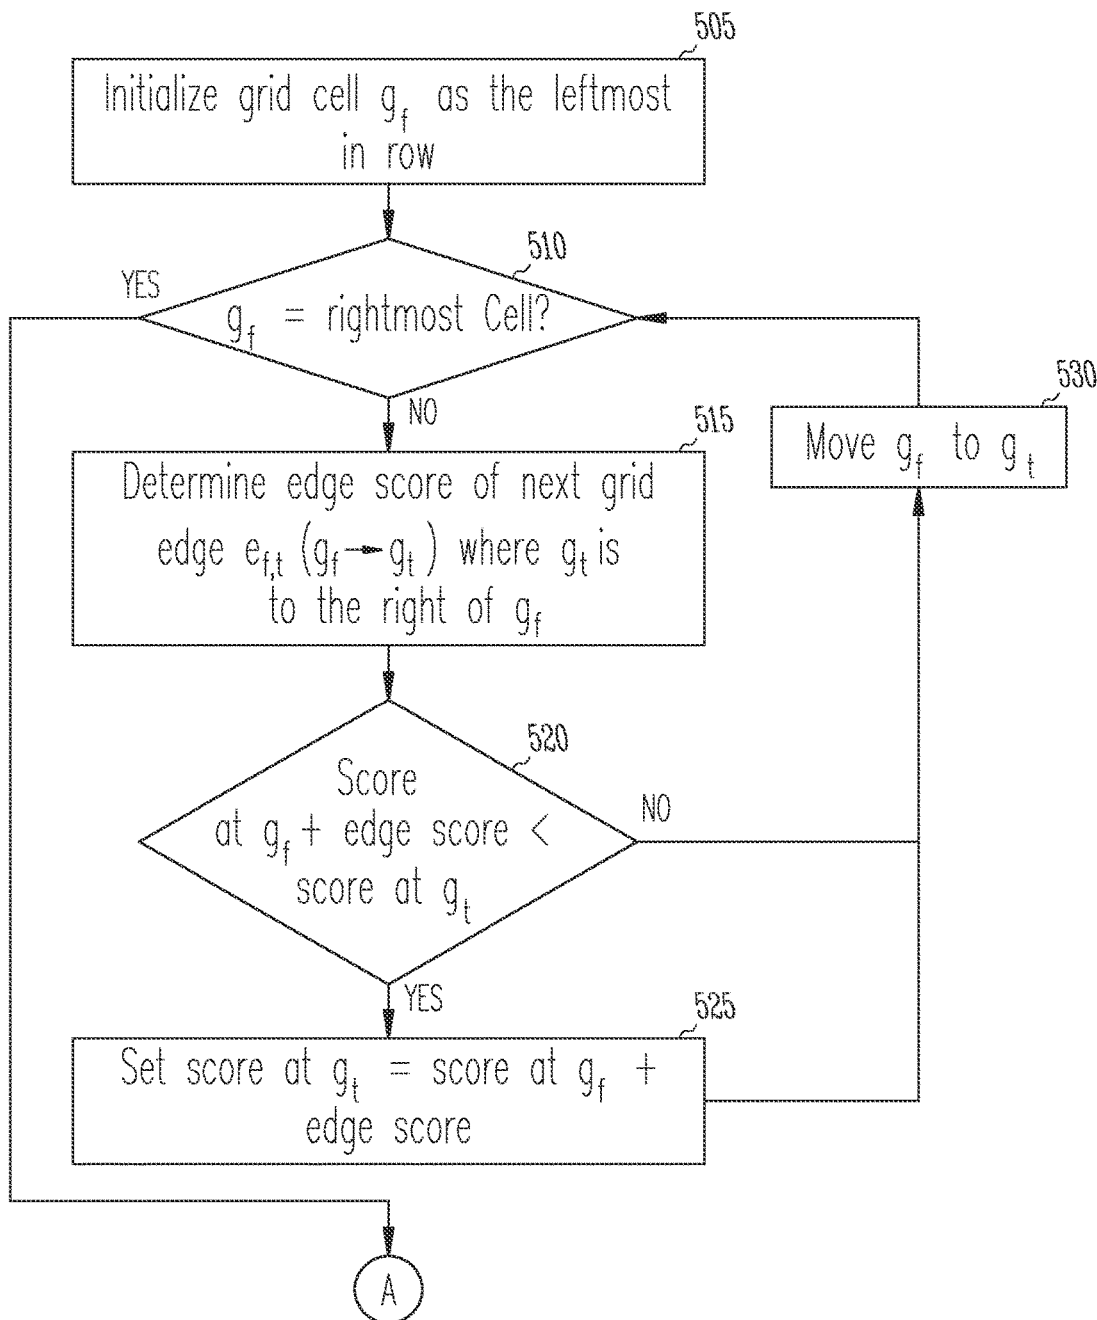 505
Initialize grid cell g_f as the leftmost
in row
510
YES
g_f = rightmost Cell?
NO
530
Move g_f to g_t
515
Determine edge score of next grid
edge e_f,t (g_f → g_t) where g_t is
to the right of g_f
520
Score
at g_f + edge score <
score at g_t
NO
YES
525
Set score at g_t = score at g_f +
edge score
A